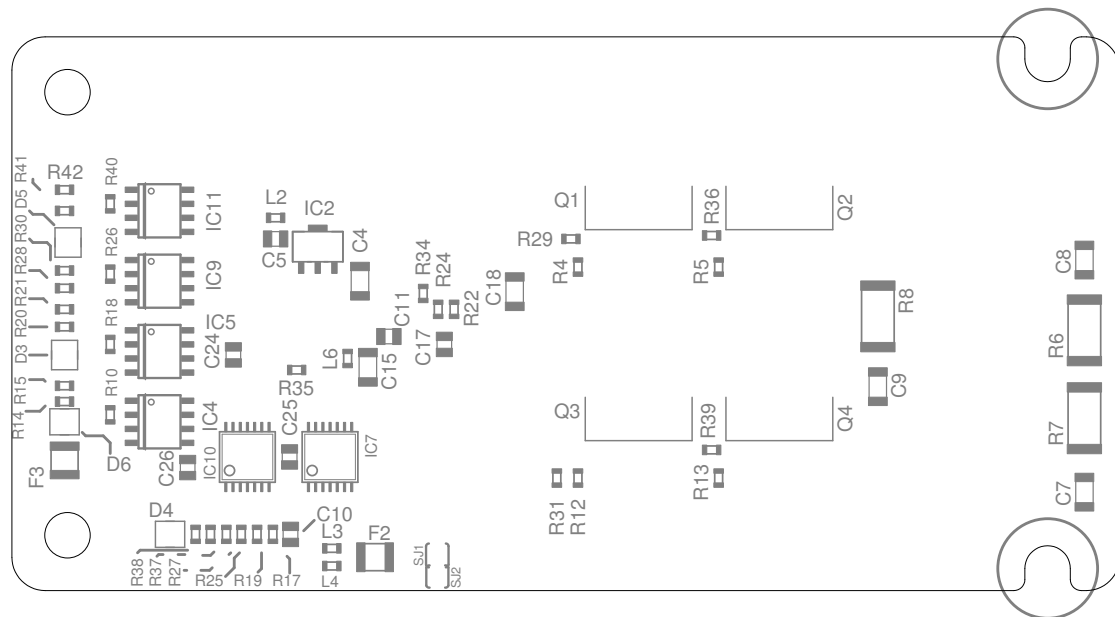 R41
R42
R40
D5
R30
R28
R21
R20
D3
R15
R14
F3
D6
R26
R18
R10
IC11
IC9
IC5
C24
IC4
C26
IC10
C25
IC7
L2
C5
IC2
C4
R35
L6
C15
C11
R34
R24
R22
C17
C18
Q1
R36
Q2
R29
R4
R5
R8
C8
R6
C9
Q3
R39
Q4
R7
R31
R12
R13
C7
D4
C10
R38
R37
R27
R25
R19
R17
L3
L4
F2
SJ1
SJ2